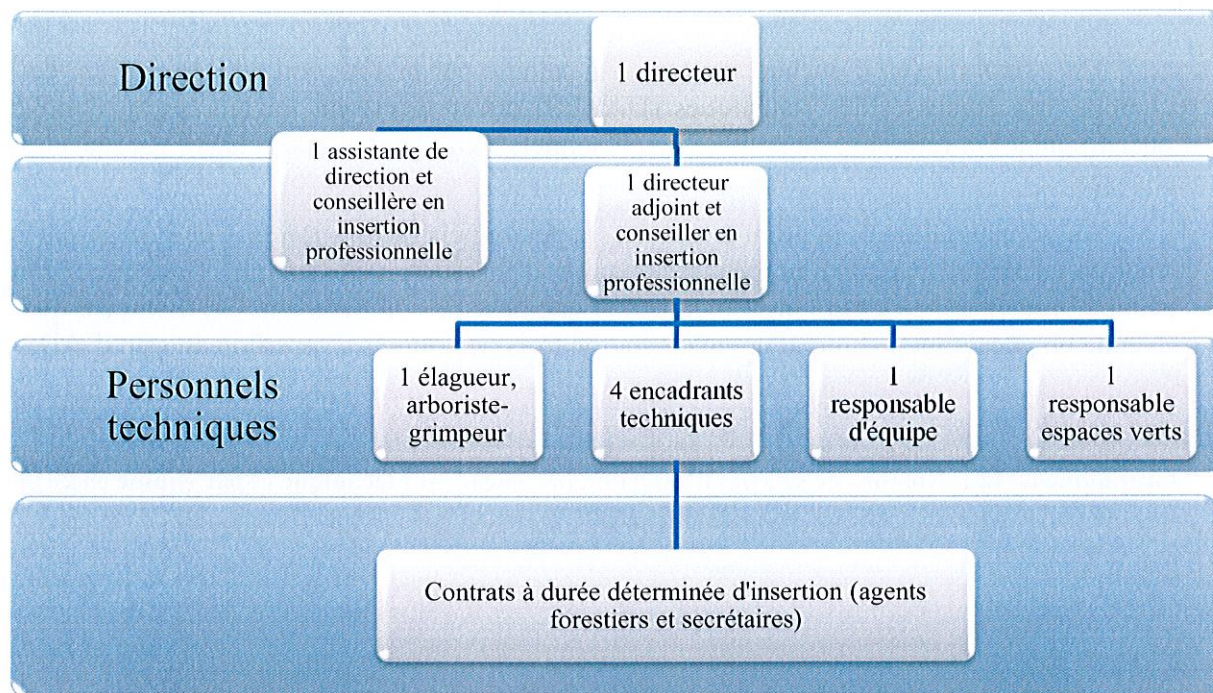 Direction
1 directeur
1 assistante de
direction et
conseillère en
insertion
professionnelle
1 directeur
adjoint et
conseiller en
insertion
professionnelle
Personnels
techniques
1 élagueur,
arboriste-
grimpeur
4 encadrants
techniques
1
responsable
d'équipe
1
responsable
espaces verts
Contrats à durée déterminée d'insertion (agents
forestiers et secrétaires)